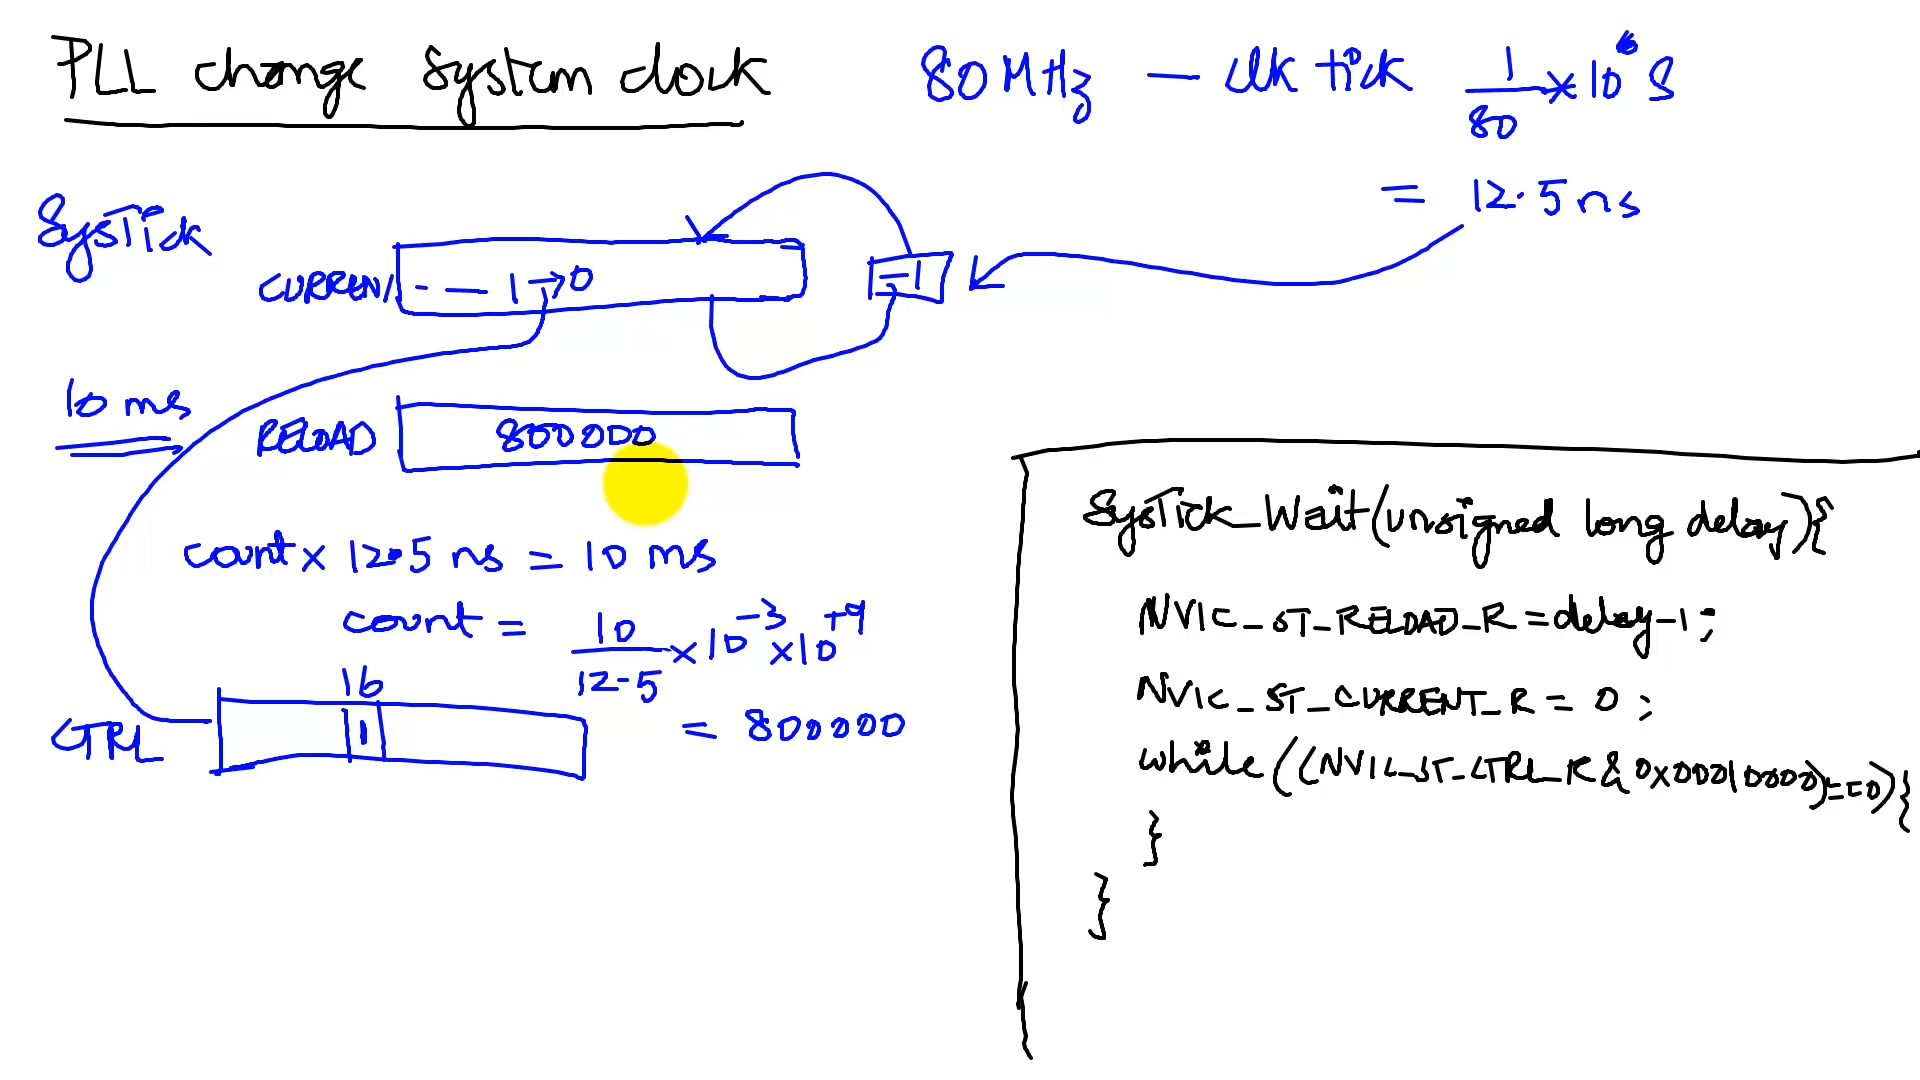 PLL change system clock
80 MHz — clk tick 1/80 × 10^6 S
= 12.5 ns
SysTick
CURRENT - — 1 → 0
-1
10 ms
RELOAD 800000
count × 12.5 ns = 10 ms
count = 10/12.5 × 10^-3 × 10^+9
= 800000
16
CTRL 1
SysTick_Wait(unsigned long delay){
NVIC_ST_RELOAD_R = delay-1;
NVIC_ST_CURRENT_R = 0;
while((NVIC_ST_CTRL_R & 0x00010000)==0){
}
}